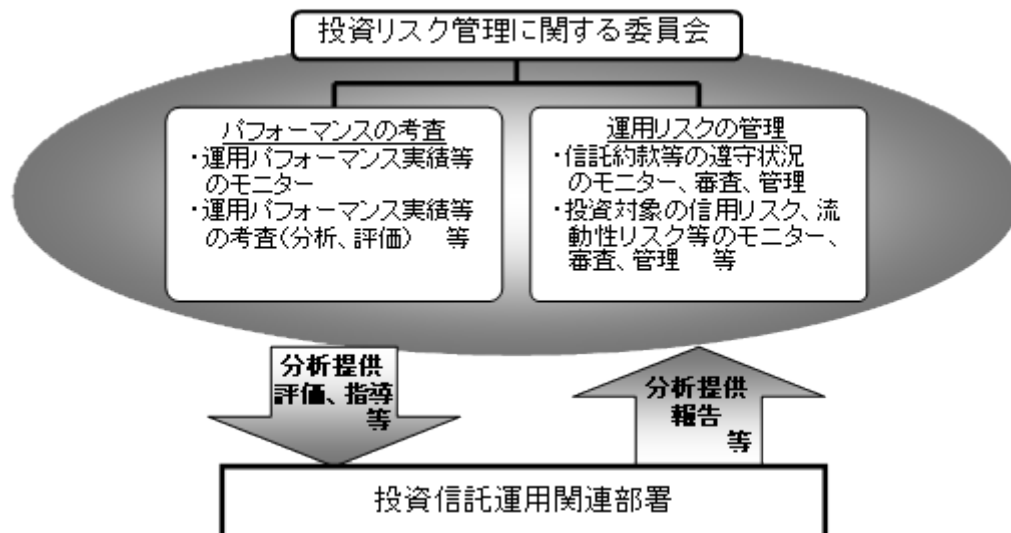 投資リスク管理に関する委員会
パフォーマンスの考査
・運用パフォーマンス実績等
のモニター
・運用パフォーマンス実績等
の考査(分析、評価) 等
運用リスクの管理
・信託約款等の遵守状況
のモニター、審査、管理
・投資対象の信用リスク、流
動性リスク等のモニター、
審査、管理 等
分析提供
評価、指導
等
分析提供
報告
等
投資信託運用関連部署